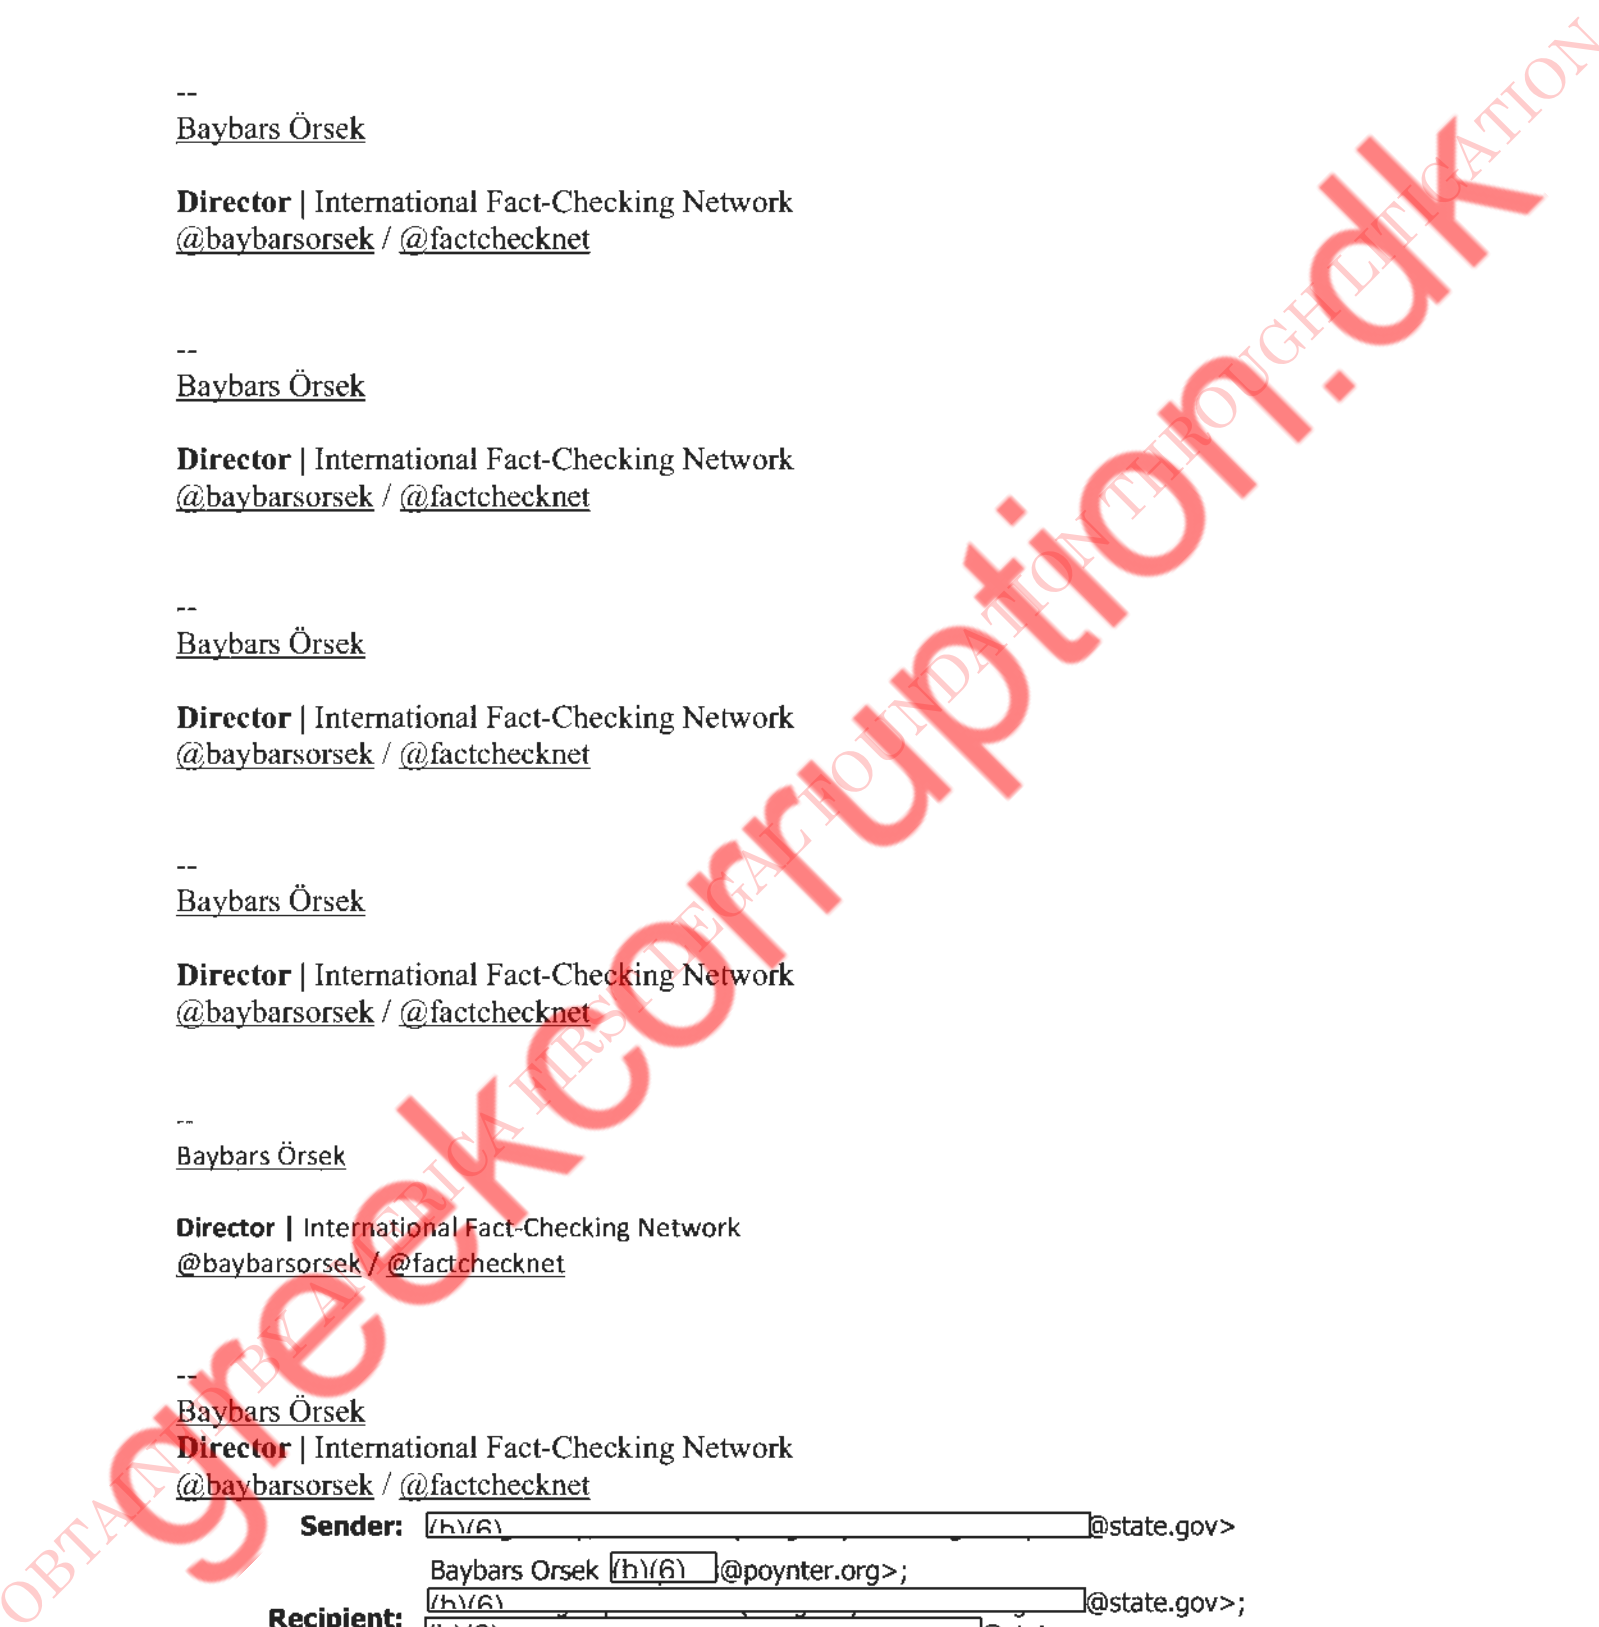 --
Baybars Örsek
Director | International Fact-Checking Network
@baybarsorsek / @factchecknet
--
Baybars Örsek
Director | International Fact-Checking Network
@baybarsorsek / @factchecknet
--
Baybars Örsek
Director | International Fact-Checking Network
@baybarsorsek / @factchecknet
--
Baybars Örsek
Director | International Fact-Checking Network
@baybarsorsek / @factchecknet
--
Baybars Örsek
Director | International Fact-Checking Network
@baybarsorsek / @factchecknet
--
Baybars Örsek
Director | International Fact-Checking Network
@baybarsorsek / @factchecknet
Sender: (b)(6) @state.gov>
Baybars Orsek (b)(6) @poynter.org>;
(b)(6) @state.gov>;
Recipient:
OBTAINED BY AMERICA FIRST LEGAL FOUNDATION THROUGH LITIGATION
greekcorruption.dk